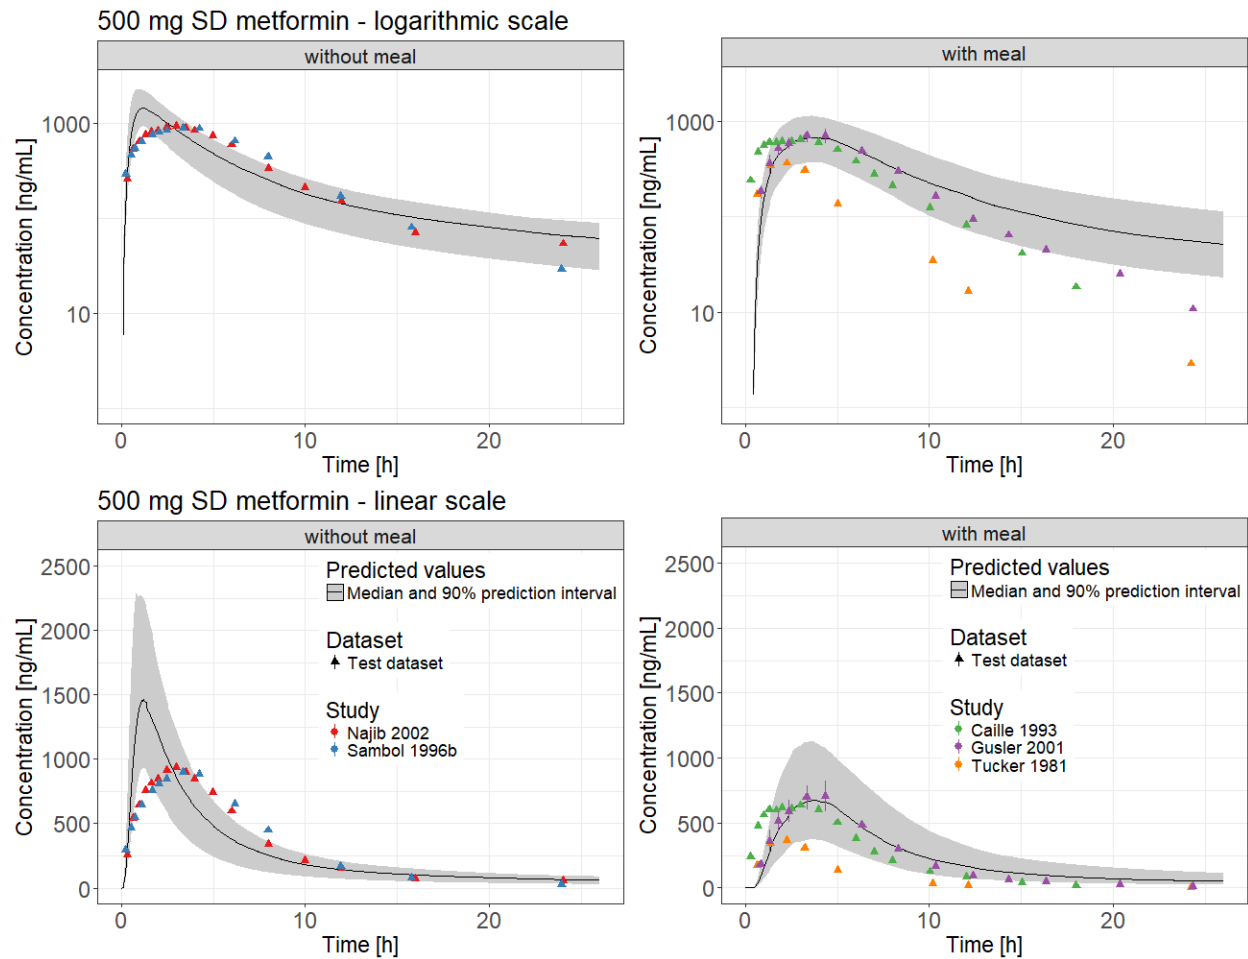 500 mg SD metformin - logarithmic scale
without meal
with meal
Concentration [ng/mL]
1000
10
0
10
20
Time [h]
Concentration [ng/mL]
1000
10
0
10
20
Time [h]
500 mg SD metformin - linear scale
without meal
with meal
Concentration [ng/mL]
2500
2000
1500
1000
500
0
Predicted values
Median and 90% prediction interval
Dataset
Test dataset
Study
Najib 2002
Sambol 1996b
0
10
20
Time [h]
Concentration [ng/mL]
2500
2000
1500
1000
500
0
Predicted values
Median and 90% prediction interval
Dataset
Test dataset
Study
Caille 1993
Gusler 2001
Tucker 1981
0
10
20
Time [h]